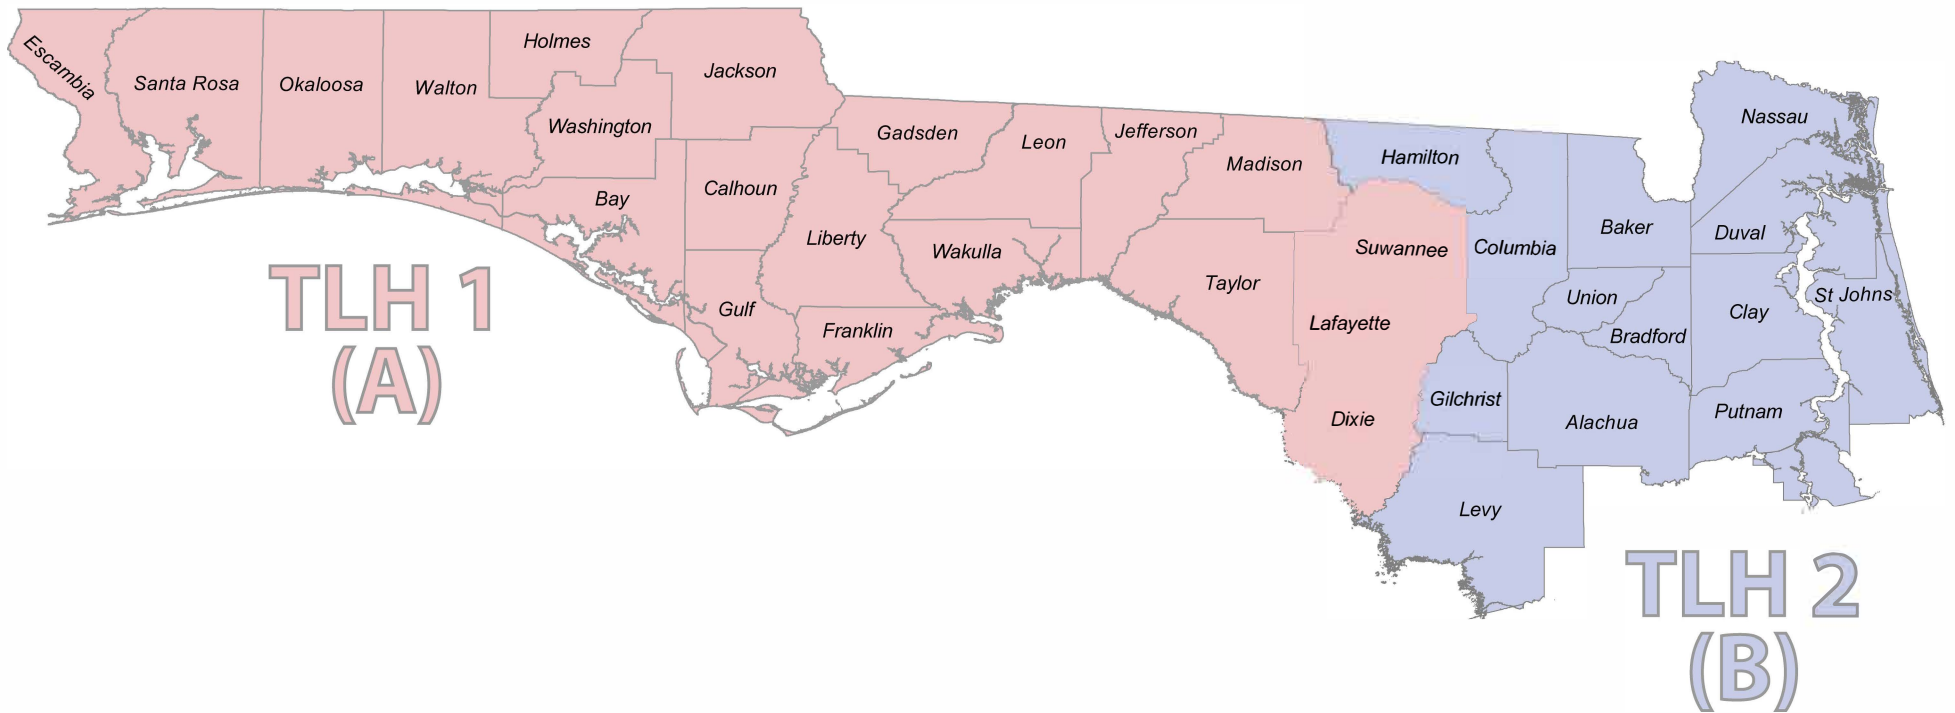 Escambia
Santa Rosa
Okaloosa
Walton
Holmes
Washington
Jackson
Bay
Calhoun
Gulf
Liberty
Gadsden
Franklin
Leon
Wakulla
Jefferson
Madison
Taylor
Hamilton
Suwannee
Lafayette
Dixie
Columbia
Gilchrist
Levy
Baker
Union
Bradford
Alachua
Nassau
Duval
Clay
St Johns
Putnam
TLH 1
(A)
TLH 2
(B)